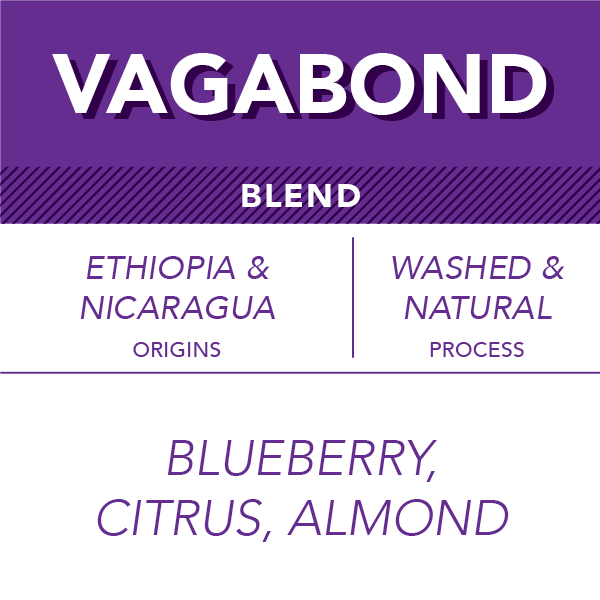 VAGABOND
BLEND
ETHIOPIA &
NICARAGUA
ORIGINS
WASHED &
NATURAL
PROCESS
BLUEBERRY,
CITRUS, ALMOND